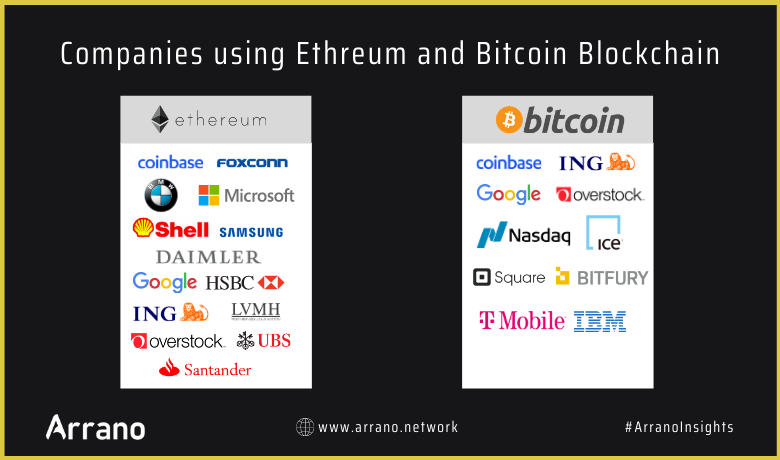 Companies using Ethreum and Bitcoin Blockchain
ethereum
coinbase FOXCONN
BMW Microsoft
Shell SAMSUNG
DAIMLER
Google HSBC
ING LVMH
overstock UBS
Santander
bitcoin
coinbase ING
Google overstock
Nasdaq ice
Square BITFURY
T Mobile IBM
Arrano
www.arrano.network
#ArranoInsights